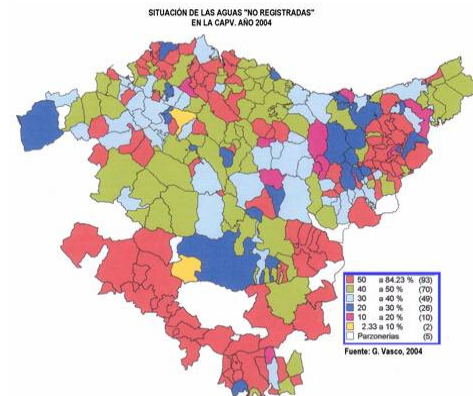 SITUACIÓN DE LAS AGUAS "NO REGISTRADAS"
EN LA CAPV. AÑO 2004
50 a 84.23 % (93)
40 a 50 % (70)
30 a 40 % (49)
20 a 30 % (26)
10 a 20 % (10)
2.33 a 10 % (2)
Parzonerias (5)
Fuente: G. Vasco, 2004